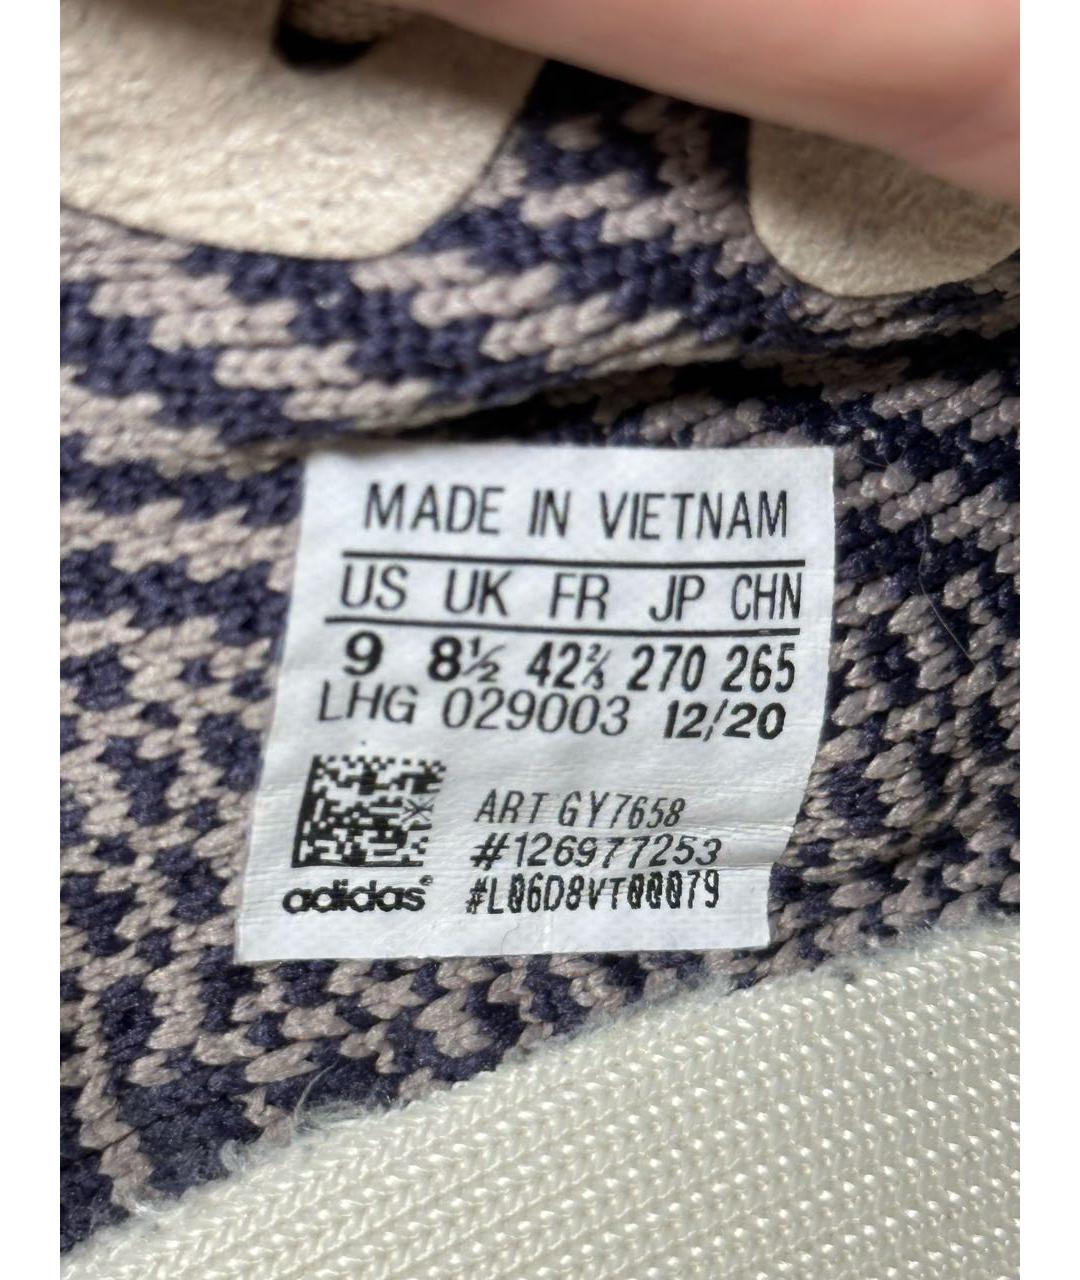 MADE IN VIETNAM
US UK FR JP CHN
9 8½ 42⅔ 270 265
LHG 029003 12/20
ART GY7658
#126977253
adidas® #L06D8VT00079